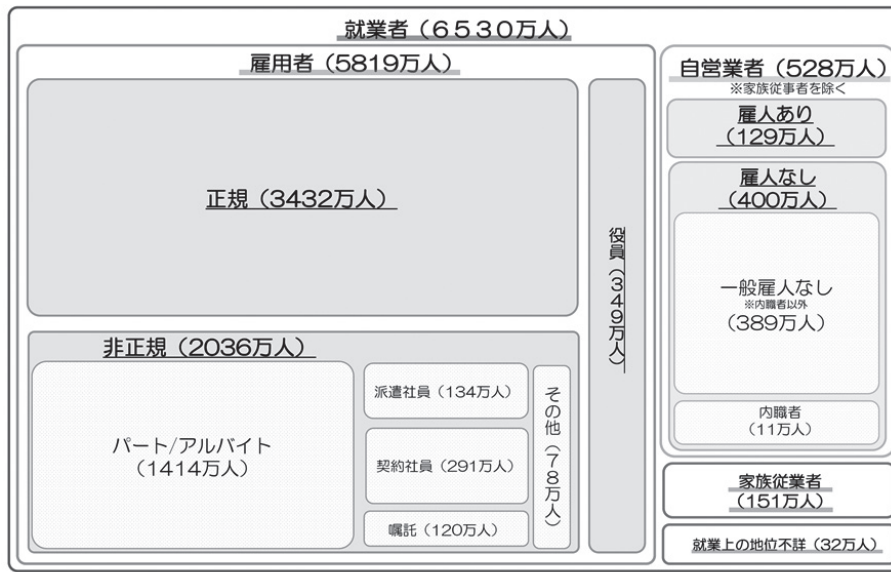 就業者（6530万人）
雇用者（5819万人）
正規（3432万人）
役員（349万人）
非正規（2036万人）
パート/アルバイト
（1414万人）
派遣社員（134万人）
契約社員（291万人）
嘱託（120万人）
その他（78万人）
自営業者（528万人）
※家族従事者を除く
雇人あり
（129万人）
雇人なし
（400万人）
一般雇人なし
※内職者以外
（389万人）
内職者
（11万人）
家族従業者
（151万人）
就業上の地位不詳（32万人）